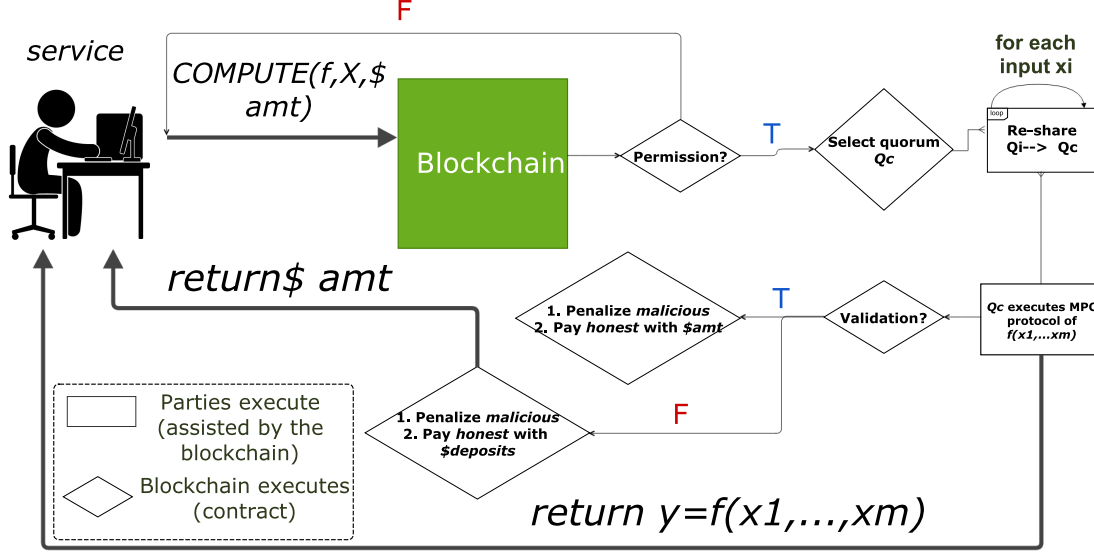 F
service
for each
input xi
COMPUTE(f,X,$
amt)
loop
Re-share
Qi--> Qc
T
Select quorum
Qc
Blockchain
Permission?
return$ amt
T
1. Penalize malicious
2. Pay honest with $amt
Validation?
Qc executes MPC
protocol of
f(x1,...xm)
Parties execute
(assisted by the
blockchain)
1. Penalize malicious
2. Pay honest with
$deposits
F
Blockchain executes
(contract)
return y=f(x1,...,xm)